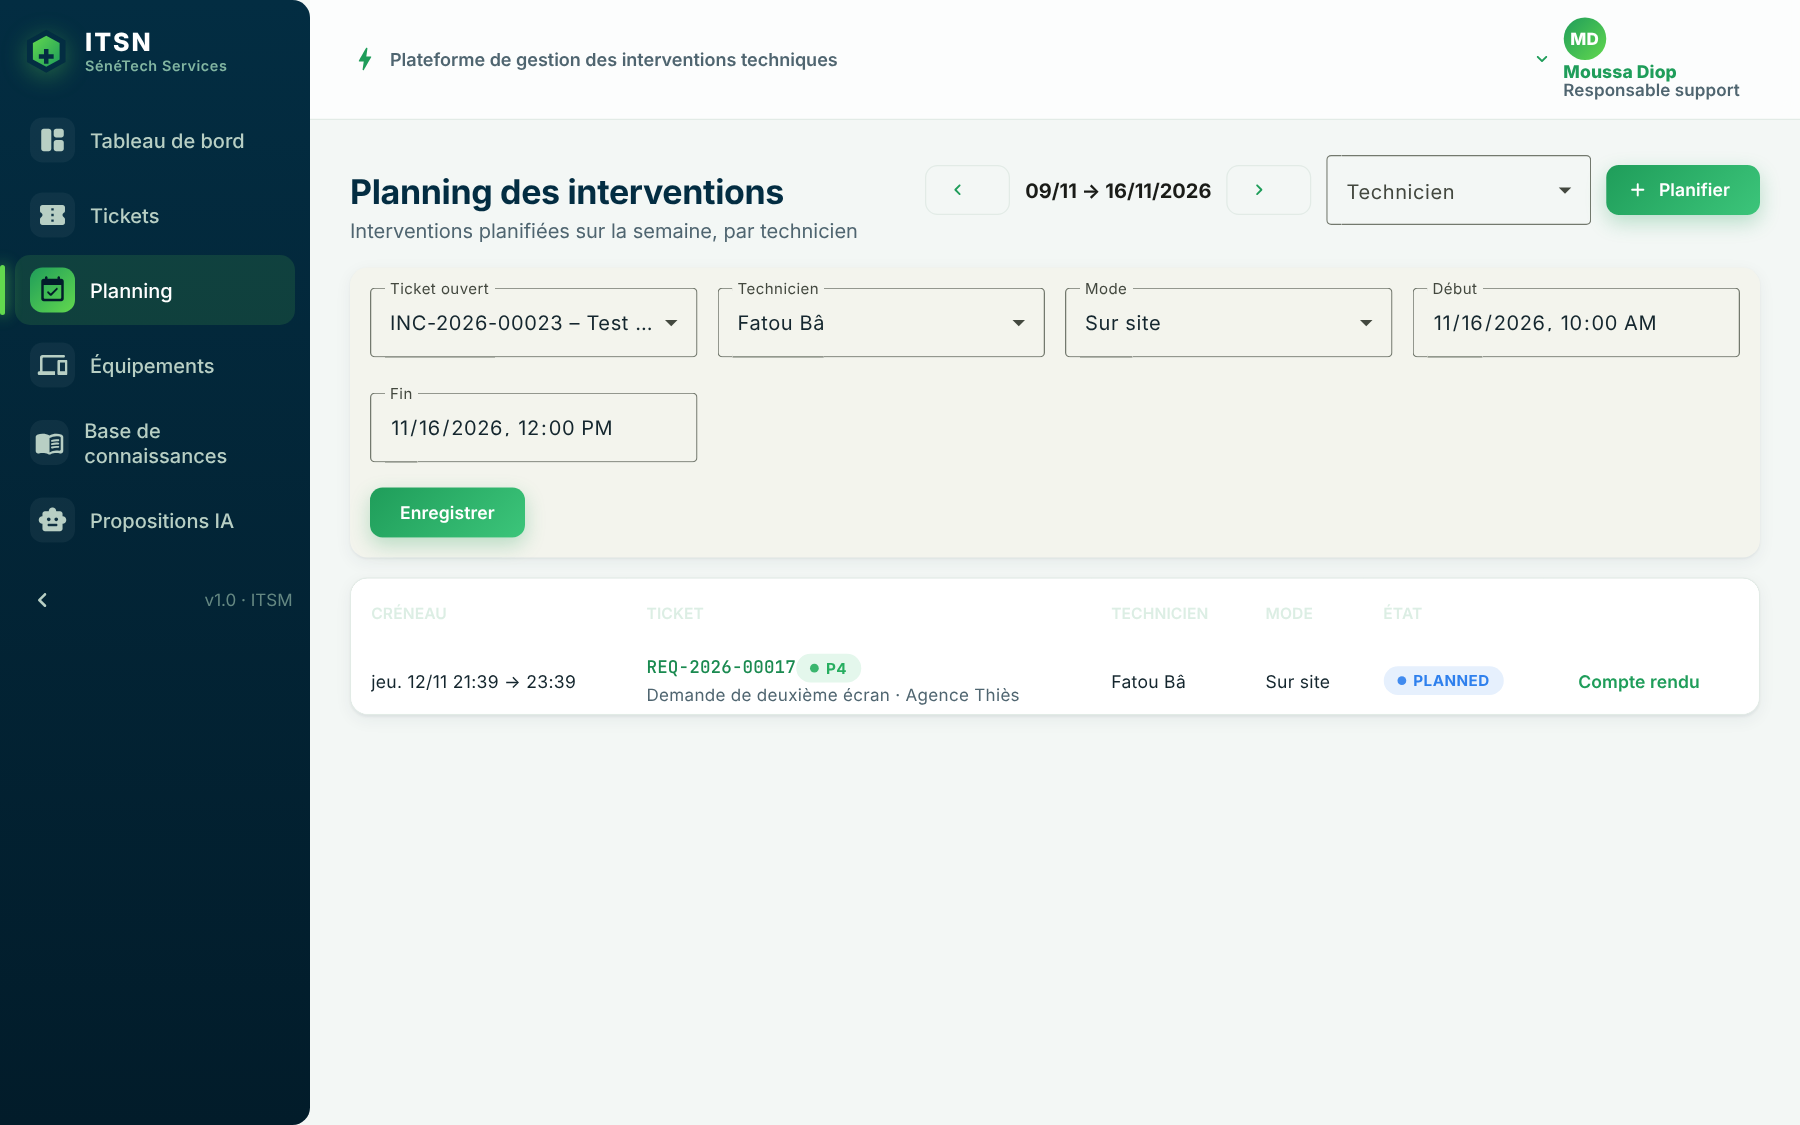 ITSN
SénéTech Services
Tableau de bord
Tickets
Planning
Équipements
Base de
connaissances
Propositions IA
v1.0 · ITSM
Plateforme de gestion des interventions techniques
MD
Moussa Diop
Responsable support
Planning des interventions
Interventions planifiées sur la semaine, par technicien
09/11 → 16/11/2026
Technicien
+ Planifier
Ticket ouvert
INC-2026-00023 – Test ...
Technicien
Fatou Bâ
Mode
Sur site
Début
11/16/2026, 10:00 AM
Fin
11/16/2026, 12:00 PM
Enregistrer
CRÉNEAU TICKET TECHNICIEN MODE ÉTAT
jeu. 12/11 21:39 → 23:39
REQ-2026-00017 P4
Demande de deuxième écran · Agence Thiès
Fatou Bâ
Sur site
PLANNED
Compte rendu